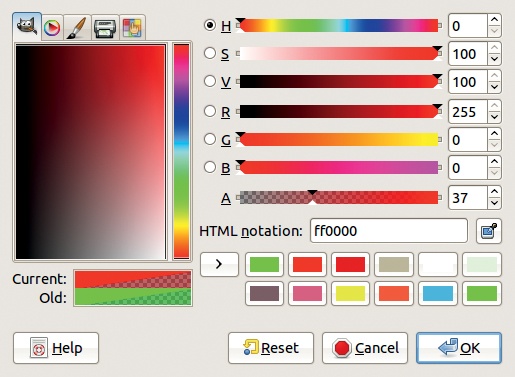 H 0
S 100
V 100
R 255
G 0
B 0
A 37
HTML notation: ff0000
>
Current:
Old:
Help Reset Cancel OK